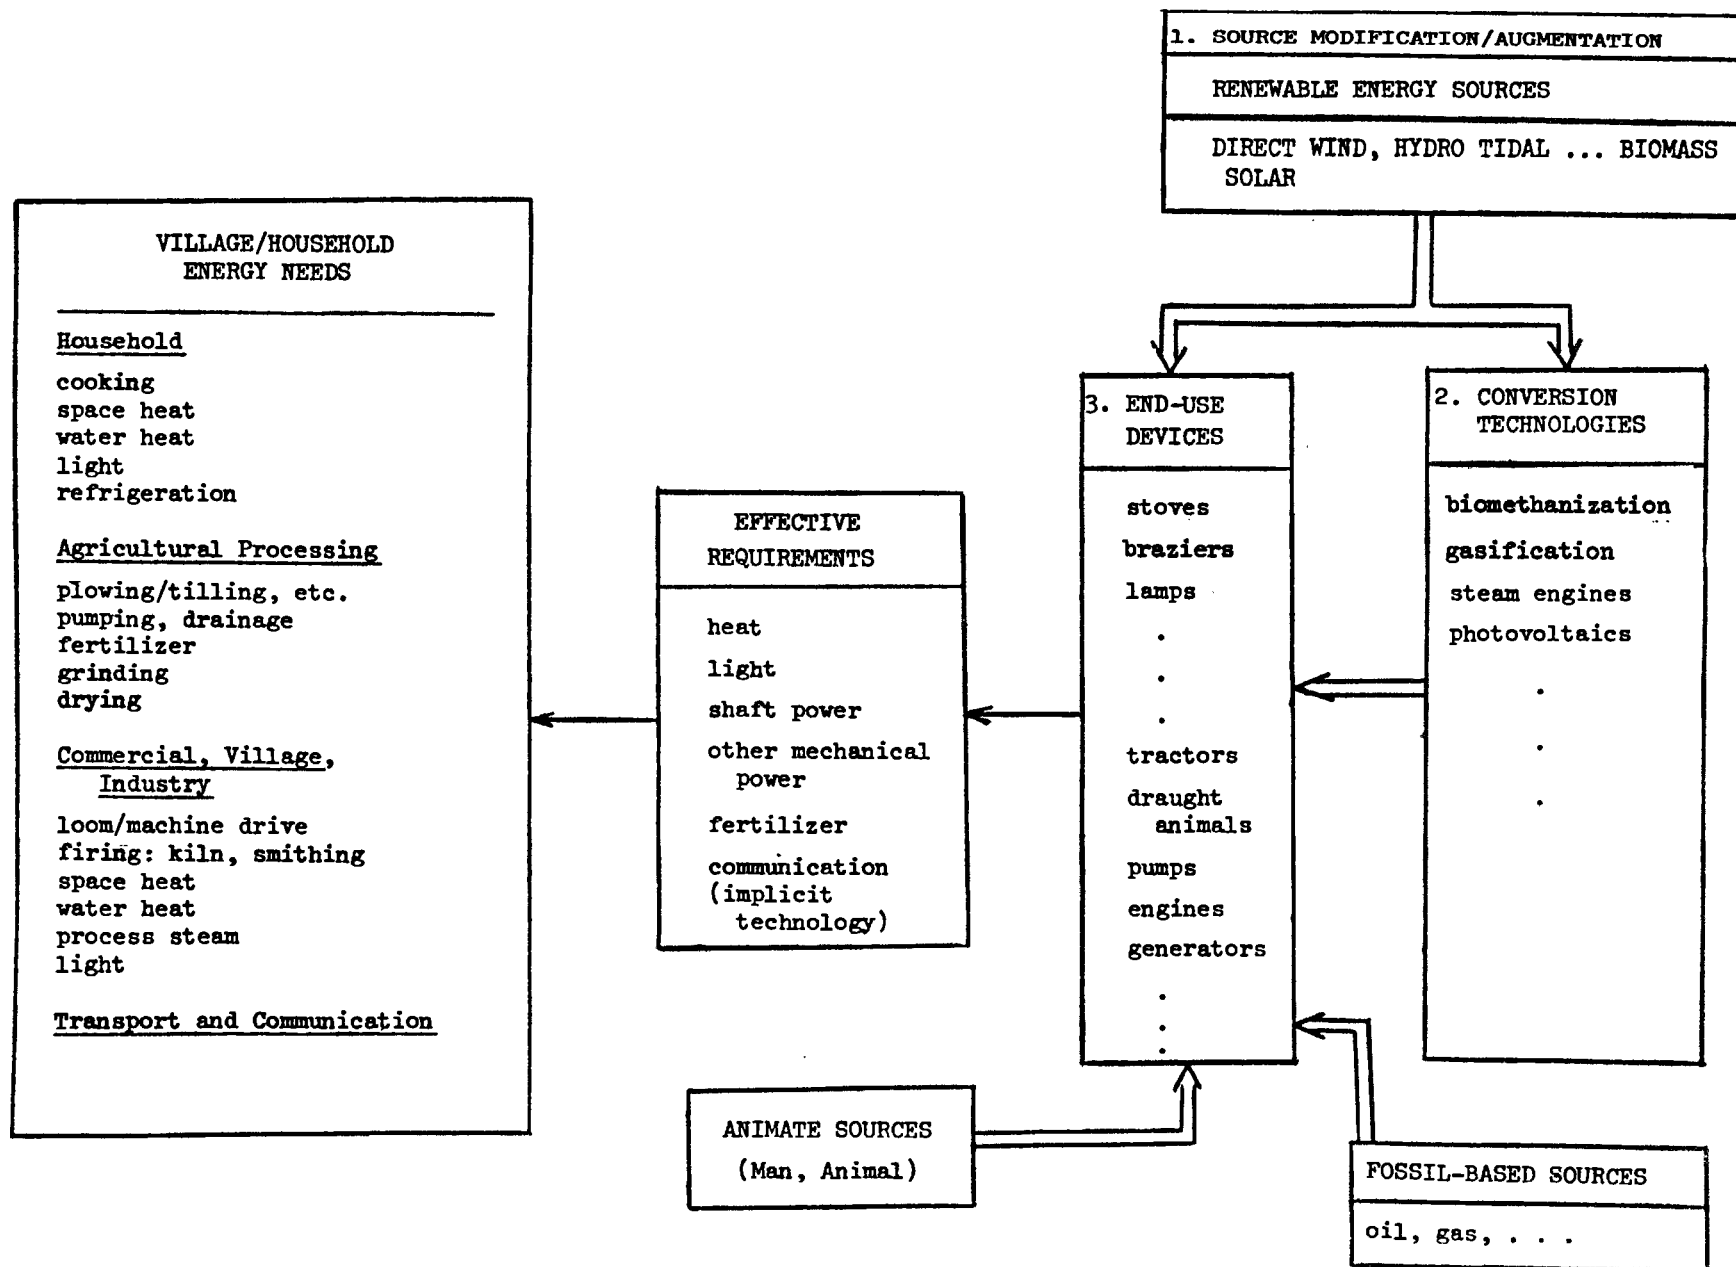 1. SOURCE MODIFICATION/AUGMENTATION
RENEWABLE ENERGY SOURCES
DIRECT WIND, HYDRO TIDAL ... BIOMASS
SOLAR
VILLAGE/HOUSEHOLD
ENERGY NEEDS
Household
cooking
space heat
water heat
light
refrigeration
Agricultural Processing
plowing/tilling, etc.
pumping, drainage
fertilizer
grinding
drying
Commercial, Village,
Industry
loom/machine drive
firing: kiln, smithing
space heat
water heat
process steam
light
Transport and Communication
EFFECTIVE
REQUIREMENTS
heat
light
shaft power
other mechanical
power
fertilizer
communication
(implicit
technology)
3. END-USE
DEVICES
stoves
braziers
lamps
.
.
.
tractors
draught
animals
pumps
engines
generators
.
.
.
2. CONVERSION
TECHNOLOGIES
biomethanization
gasification
steam engines
photovoltaics
.
.
.
ANIMATE SOURCES
(Man, Animal)
FOSSIL-BASED SOURCES
oil, gas, . . .